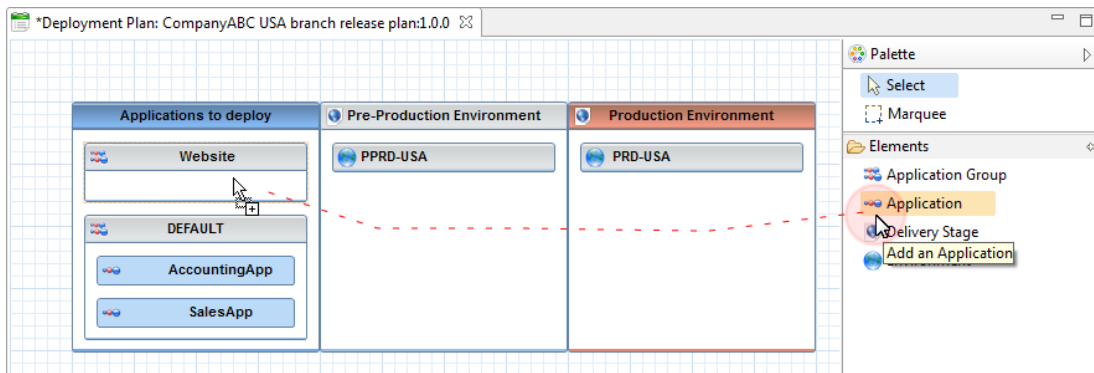 *Deployment Plan: CompanyABC USA branch release plan:1.0.0
Palette
Select
Marquee
Elements
Application Group
Application
Delivery Stage
Add an Application
Applications to deploy
Pre-Production Environment
Production Environment
Website
PPRD-USA
PRD-USA
DEFAULT
AccountingApp
SalesApp